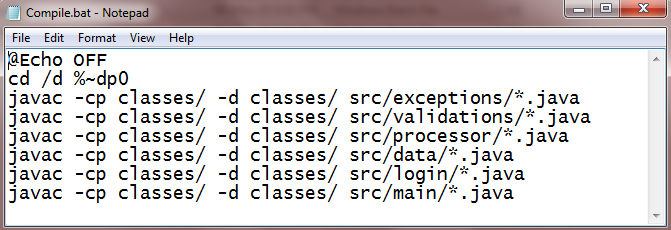 Compile.bat - Notepad
File Edit Format View Help
@Echo OFF
cd /d %~dp0
javac -cp classes/ -d classes/ src/exceptions/*.java
javac -cp classes/ -d classes/ src/validations/*.java
javac -cp classes/ -d classes/ src/processor/*.java
javac -cp classes/ -d classes/ src/data/*.java
javac -cp classes/ -d classes/ src/login/*.java
javac -cp classes/ -d classes/ src/main/*.java